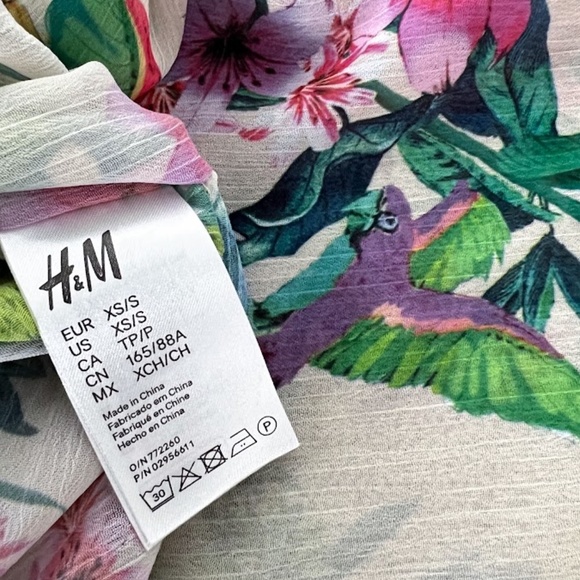 H&M
EUR XS/S
US XS/S
CA TP/P
CN 165/88A
MX XCH/CH
Made in China
Fabricado em China
Fabriqué en China
Hecho en China
O/N 772260
P/N 02956611
30 P